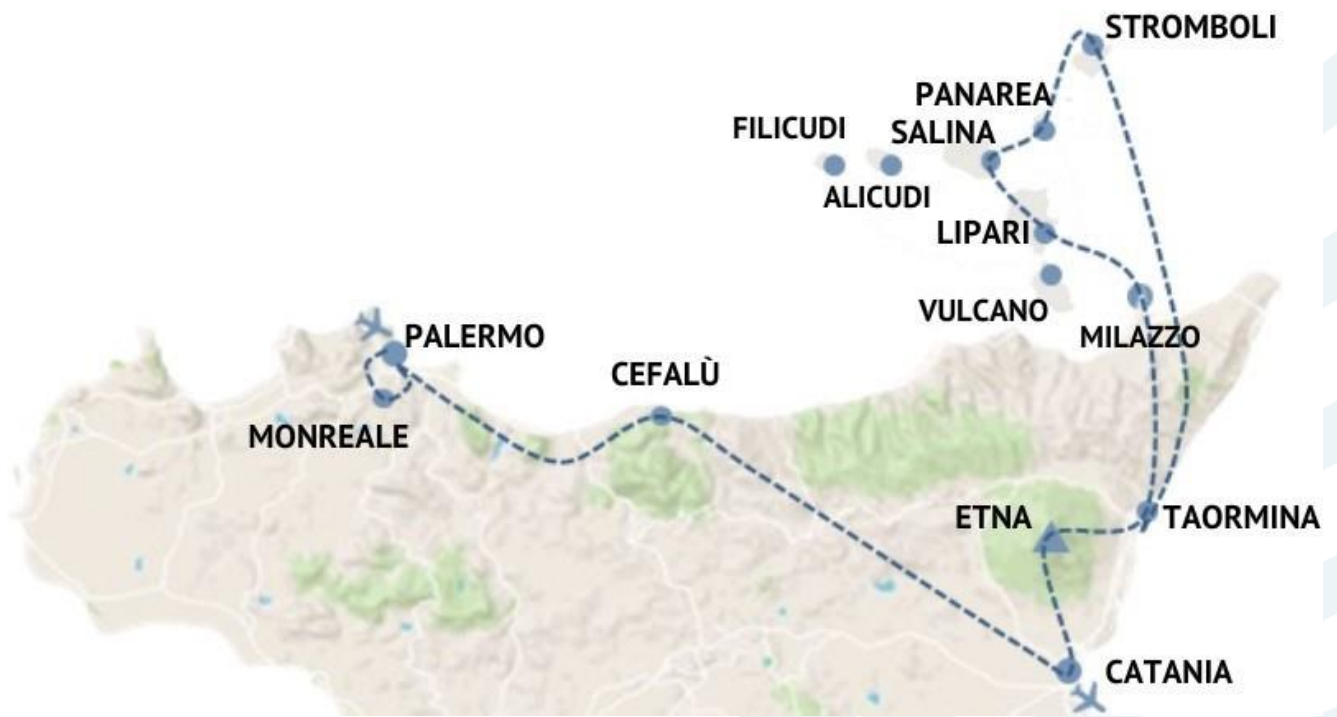 STROMBOLI
PANAREA
FILICUDI
SALINA
ALICUDI
LIPARI
VULCANO
MILAZZO
PALERMO
CEFALÙ
MONREALE
ETNA
TAORMINA
CATANIA